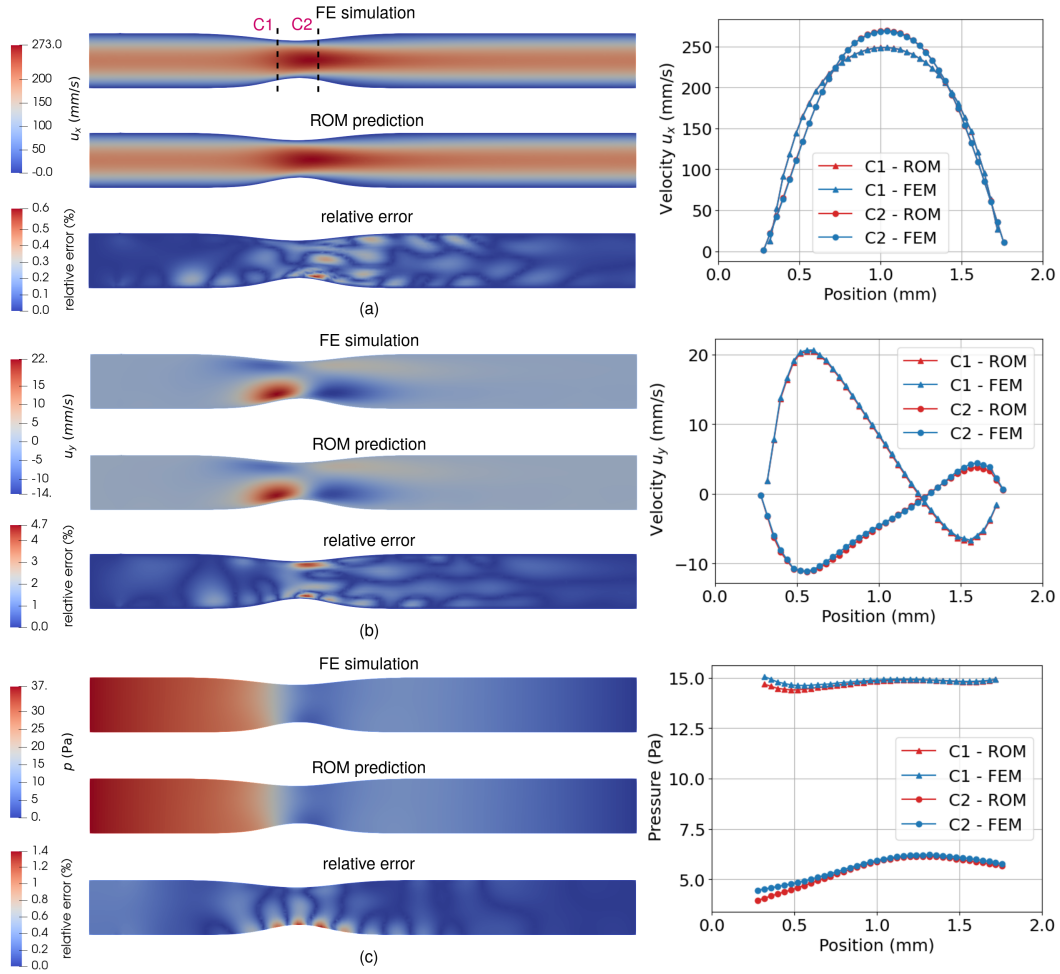 C1 C2 FE simulation
273.0
200
150
100
50
-0.0
u_x (mm/s)
ROM prediction
relative error
0.6
0.5
0.4
0.3
0.2
0.1
0.0
relative error (%)
(a)
250
200
150
100
50
0
Velocity u_x (mm/s)
C1 - ROM
C1 - FEM
C2 - ROM
C2 - FEM
0.0 0.5 1.0 1.5 2.0
Position (mm)
FE simulation
22.
15
10
5
0
-5
-10
-14.
u_y (mm/s)
ROM prediction
relative error
4.7
4
3
2
1
0.0
relative error (%)
(b)
20
10
0
−10
Velocity u_y (mm/s)
C1 - ROM
C1 - FEM
C2 - ROM
C2 - FEM
0.0 0.5 1.0 1.5 2.0
Position (mm)
FE simulation
37.
30
25
20
15
10
5
0.
p (Pa)
ROM prediction
relative error
1.4
1.2
1
0.8
0.6
0.4
0.2
0.0
relative error (%)
(c)
15.0
12.5
10.0
7.5
5.0
Pressure (Pa)
C1 - ROM
C1 - FEM
C2 - ROM
C2 - FEM
0.0 0.5 1.0 1.5 2.0
Position (mm)